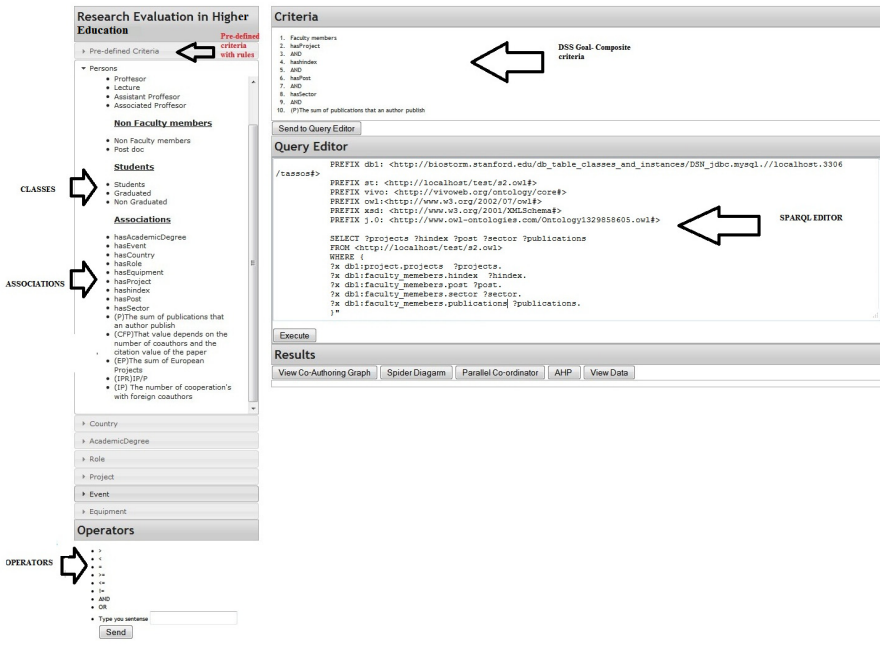 Research Evaluation in Higher
Education
Pre-defined
criteria
with rules
Pre-defined Criteria
Persons
Proffesor
Lecture
Assistant Proffesor
Associated Proffesor
Non Faculty members
Non Faculty members
Post doc
Students
CLASSES
Students
Graduated
Non Graduated
Associations
hasAcademicDegree
hasEvent
hasCountry
hasRole
hasEquipment
ASSOCIATIONS
hasProject
hashindex
hasPost
hasSector
(P)The sum of publications that
an author publish
(CFP)That value depends on the
number of coauthors and the
citation value of the paper
(EP)The sum of European
Projects
(IPR)IP/P
(IP) The number of cooperation's
with foreign coauthors
Country
AcademicDegree
Role
Project
Event
Equipment
Operators
OPERATORS
>
<
=
>=
<=
!=
AND
OR
Type you sentense
Send
Criteria
1. Faculty members
2. hasProject
3. AND
4. hashindex
5. AND
6. hasPost
7. AND
8. hasSector
9. AND
10. (P)The sum of publications that an author publish
DSS Goal- Composite
criteria
Send to Query Editor
Query Editor
PREFIX db1: <http://biostorm.stanford.edu/db_table_classes_and_instances/DSN_jdbc.mysql.//localhost.3306
/tassos#>
PREFIX st: <http://localhost/test/s2.owl#>
PREFIX vivo: <http://vivoweb.org/ontology/core#>
PREFIX owl:<http://www.w3.org/2002/07/owl#>
PREFIX xsd: <http://www.w3.org/2001/XMLSchema#>
PREFIX j.0: <http://www.owl-ontologies.com/Ontology1329858605.owl#>
SPARQL EDITOR
SELECT ?projects ?hindex ?post ?sector ?publications
FROM <http://localhost/test/s2.owl>
WHERE {
?x db1:project.projects ?projects.
?x db1:faculty_memebers.hindex ?hindex.
?x db1:faculty_memebers.post ?post.
?x db1:faculty_memebers.sector ?sector.
?x db1:faculty_memebers.publications ?publications.
}"
Execute
Results
View Co-Authoring Graph Spider Diagarm Parallel Co-ordinator AHP View Data